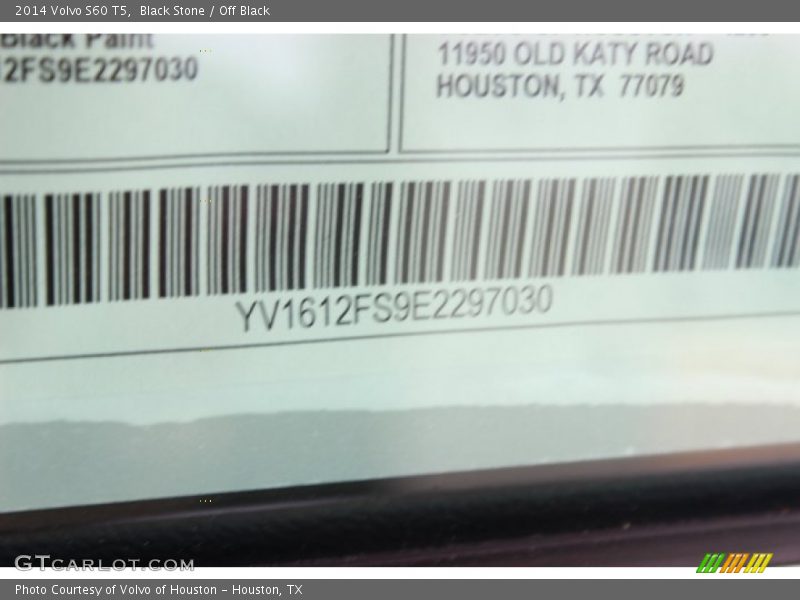 2014 Volvo S60 T5, Black Stone / Off Black
Black Paint
12FS9E2297030
11950 OLD KATY ROAD
HOUSTON, TX 77079
YV1612FS9E2297030
GTCARLOT.COM
Photo Courtesy of Volvo of Houston - Houston, TX